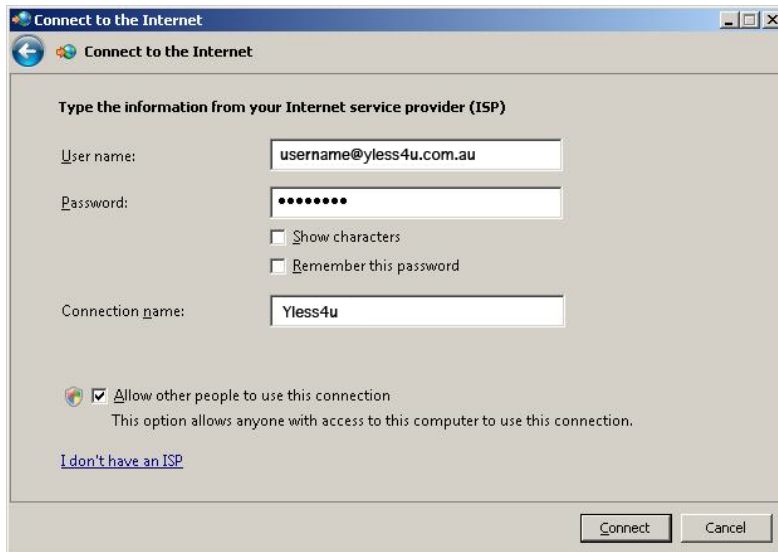 Connect to the Internet
Connect to the Internet
Type the information from your Internet service provider (ISP)
User name: username@yless4u.com.au
Password: ••••••••
Show characters
Remember this password
Connection name: Yless4u
Allow other people to use this connection
This option allows anyone with access to this computer to use this connection.
I don't have an ISP
Connect Cancel